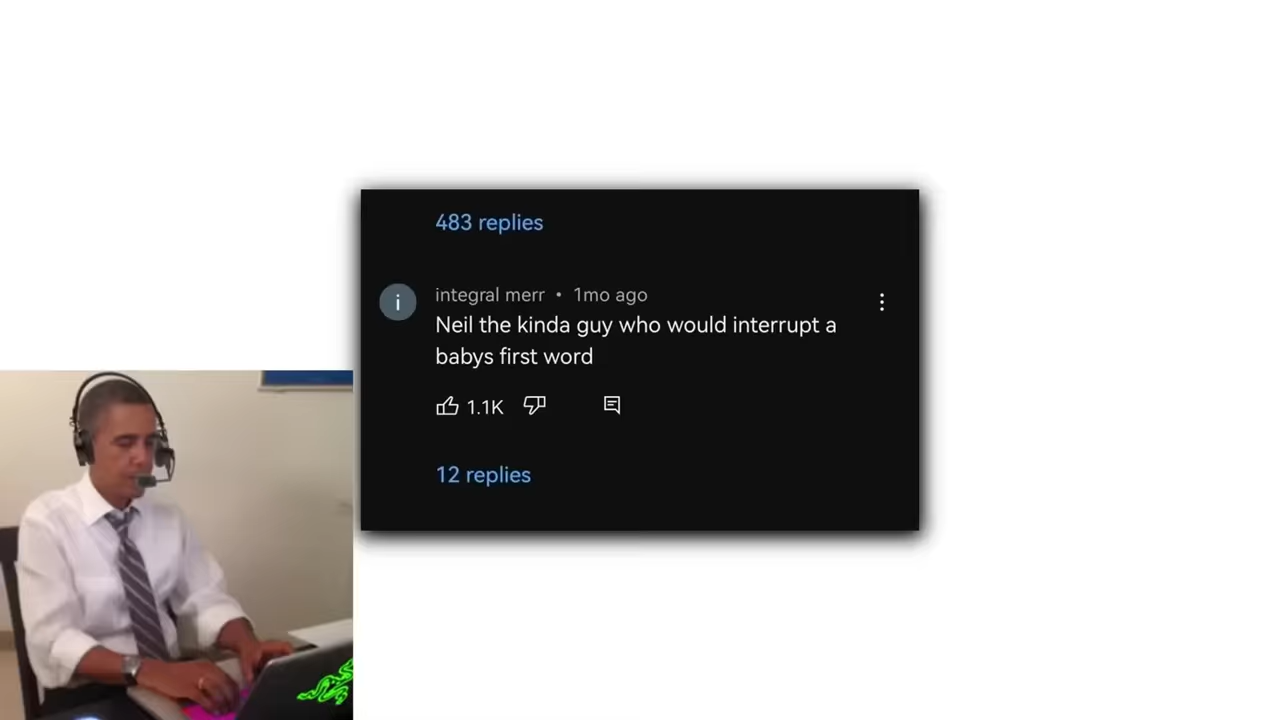 483 replies
i
integral merr • 1mo ago
Neil the kinda guy who would interrupt a
babys first word
1.1K
12 replies